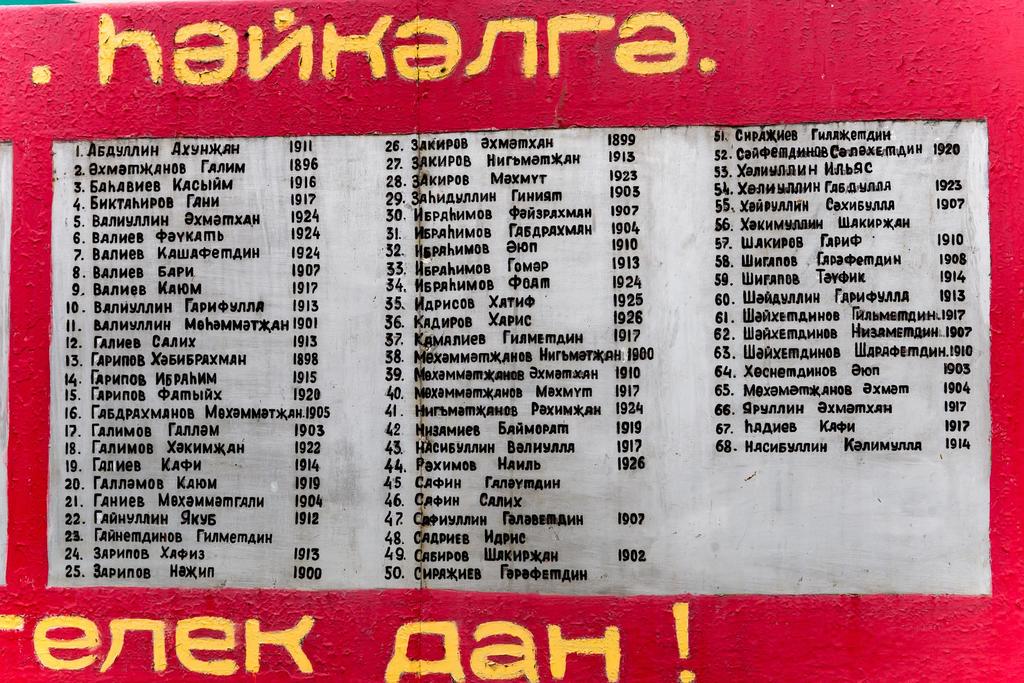 . һәйкәлгә.
1. Абдуллин Ахунҗан 1911
2. Әхмәтҗанов Галим 1896
3. Баһавиев Касыйм 1916
4. Биктаһиров Гани 1917
5. Валиуллин Әхмәтхан 1924
6. Валиев Фәүкать 1924
7. Валиев Кашафетдин 1924
8. Валиев Бари 1907
9. Валиев Каюм 1917
10. Валиуллин Гарифулла 1913
11. Валиуллин Мөһәммәтҗан 1901
12. Галиев Салих 1913
13. Гарипов Хәбибрахман 1898
14. Гарипов Ибраһим 1915
15. Гарипов Фатыйх 1920
16. Габдрахманов Мөхәммәтҗан.1905
17. Галимов Галләм 1903
18. Галимов Хәкимҗан 1922
19. Галиев Кафи 1914
20. Галләмов Каюм 1919
21. Ганиев Мөхәммәтгали 1904
22. Гайнуллин Якуб 1912
23. Гайнетдинов Гилметдин
24. Зарипов Хафиз 1913
25. Зарипов Нәҗип 1900
26. Закиров Әхмәтхан 1899
27. Закиров Нигъмәтҗан 1913
28. Закиров Мәхмүт 1923
29. Заһидуллин Гиният 1903
30. Ибраһимов Фәйзрахман 1907
31. Ибраһимов Габдрахман 1904
32. Ибраһимов Әюп 1910
33. Ибраһимов Гомәр 1913
34. Ибраһимов Фоат 1924
35. Идрисов Хатиф 1925
36. Кадиров Харис 1926
37. Камалиев Гилметдин 1917
38. Мөхәммәтҗанов Нигъмәтҗан 1900
39. Мөхәммәтҗанов Әхмәтхан 1910
40. Мөхәммәтҗанов Мәхмүт 1917
41. Нигъмәтҗанов Рәхимҗан 1924
42. Низамиев Байморат 1919
43. Насибуллин Вәлиулла 1917
44. Рәхимов Наиль 1926
45 Сафин Галәүтдин
46. Сафин Салих
47. Сафиуллин Гәләветдин 1907
48. Садриев Идрис
49. Сабиров Шакирҗан 1902
50. Сираҗиев Гәрәфетдин
51. Сираҗиев Гилаҗетдин
52. Сәйфетдинов Сәләхетдин 1920
53. Хәлиуллин Ильяс
54. Хәлиуллин Габдулла 1923
55. Хәйруллин Сәхибулла 1907
56. Хәкимуллин Шакирҗан
57. Шакиров Гариф 1910
58. Шигапов Гәрәфетдин 1908
59. Шигапов Тәүфик 1914
60. Шәйдуллин Гарифулла 1913
61. Шәйхетдинов Гильметдин.1917
62. Шәйхетдинов Низаметдин.1907
63. Шәйхетдинов Шәрәфетдин.1910
64. Хөснетдинов Әюп 1903
65. Мөхәмәтҗанов Әхмәт 1904
66. Яруллин Әхмәтхан 1917
67. Һадиев Кафи 1917
68. Насибуллин Кәлимулла 1914
гелек дан !